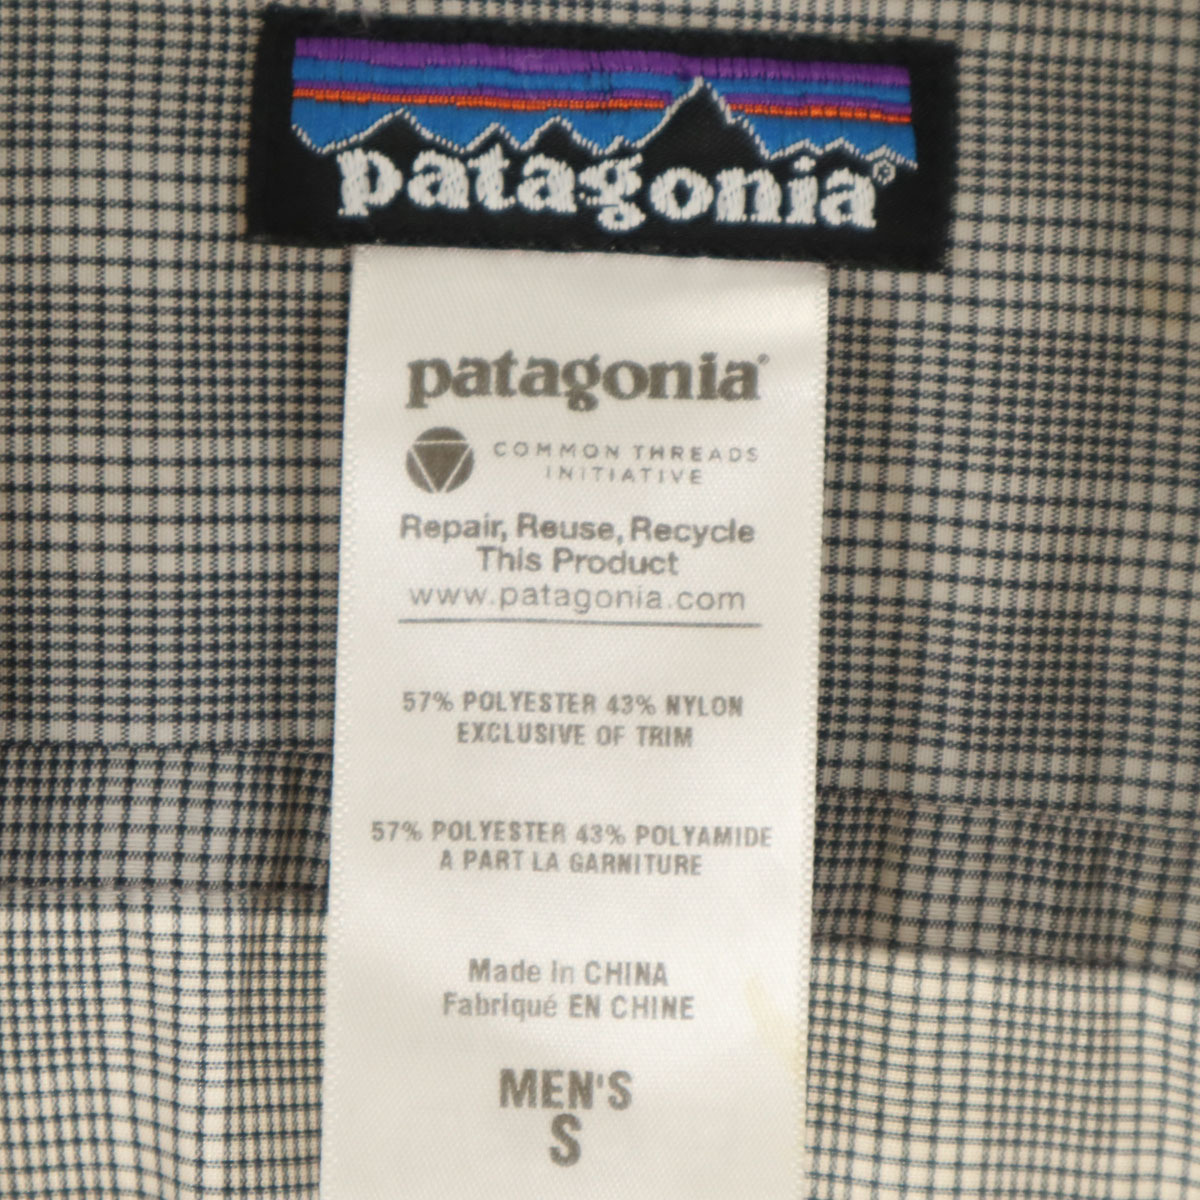 patagonia®
patagonia®
COMMON THREADS
INITIATIVE
Repair, Reuse, Recycle
This Product
www.patagonia.com
57% POLYESTER 43% NYLON
EXCLUSIVE OF TRIM
57% POLYESTER 43% POLYAMIDE
A PART LA GARNITURE
Made in CHINA
Fabriqué EN CHINE
MEN'S
S